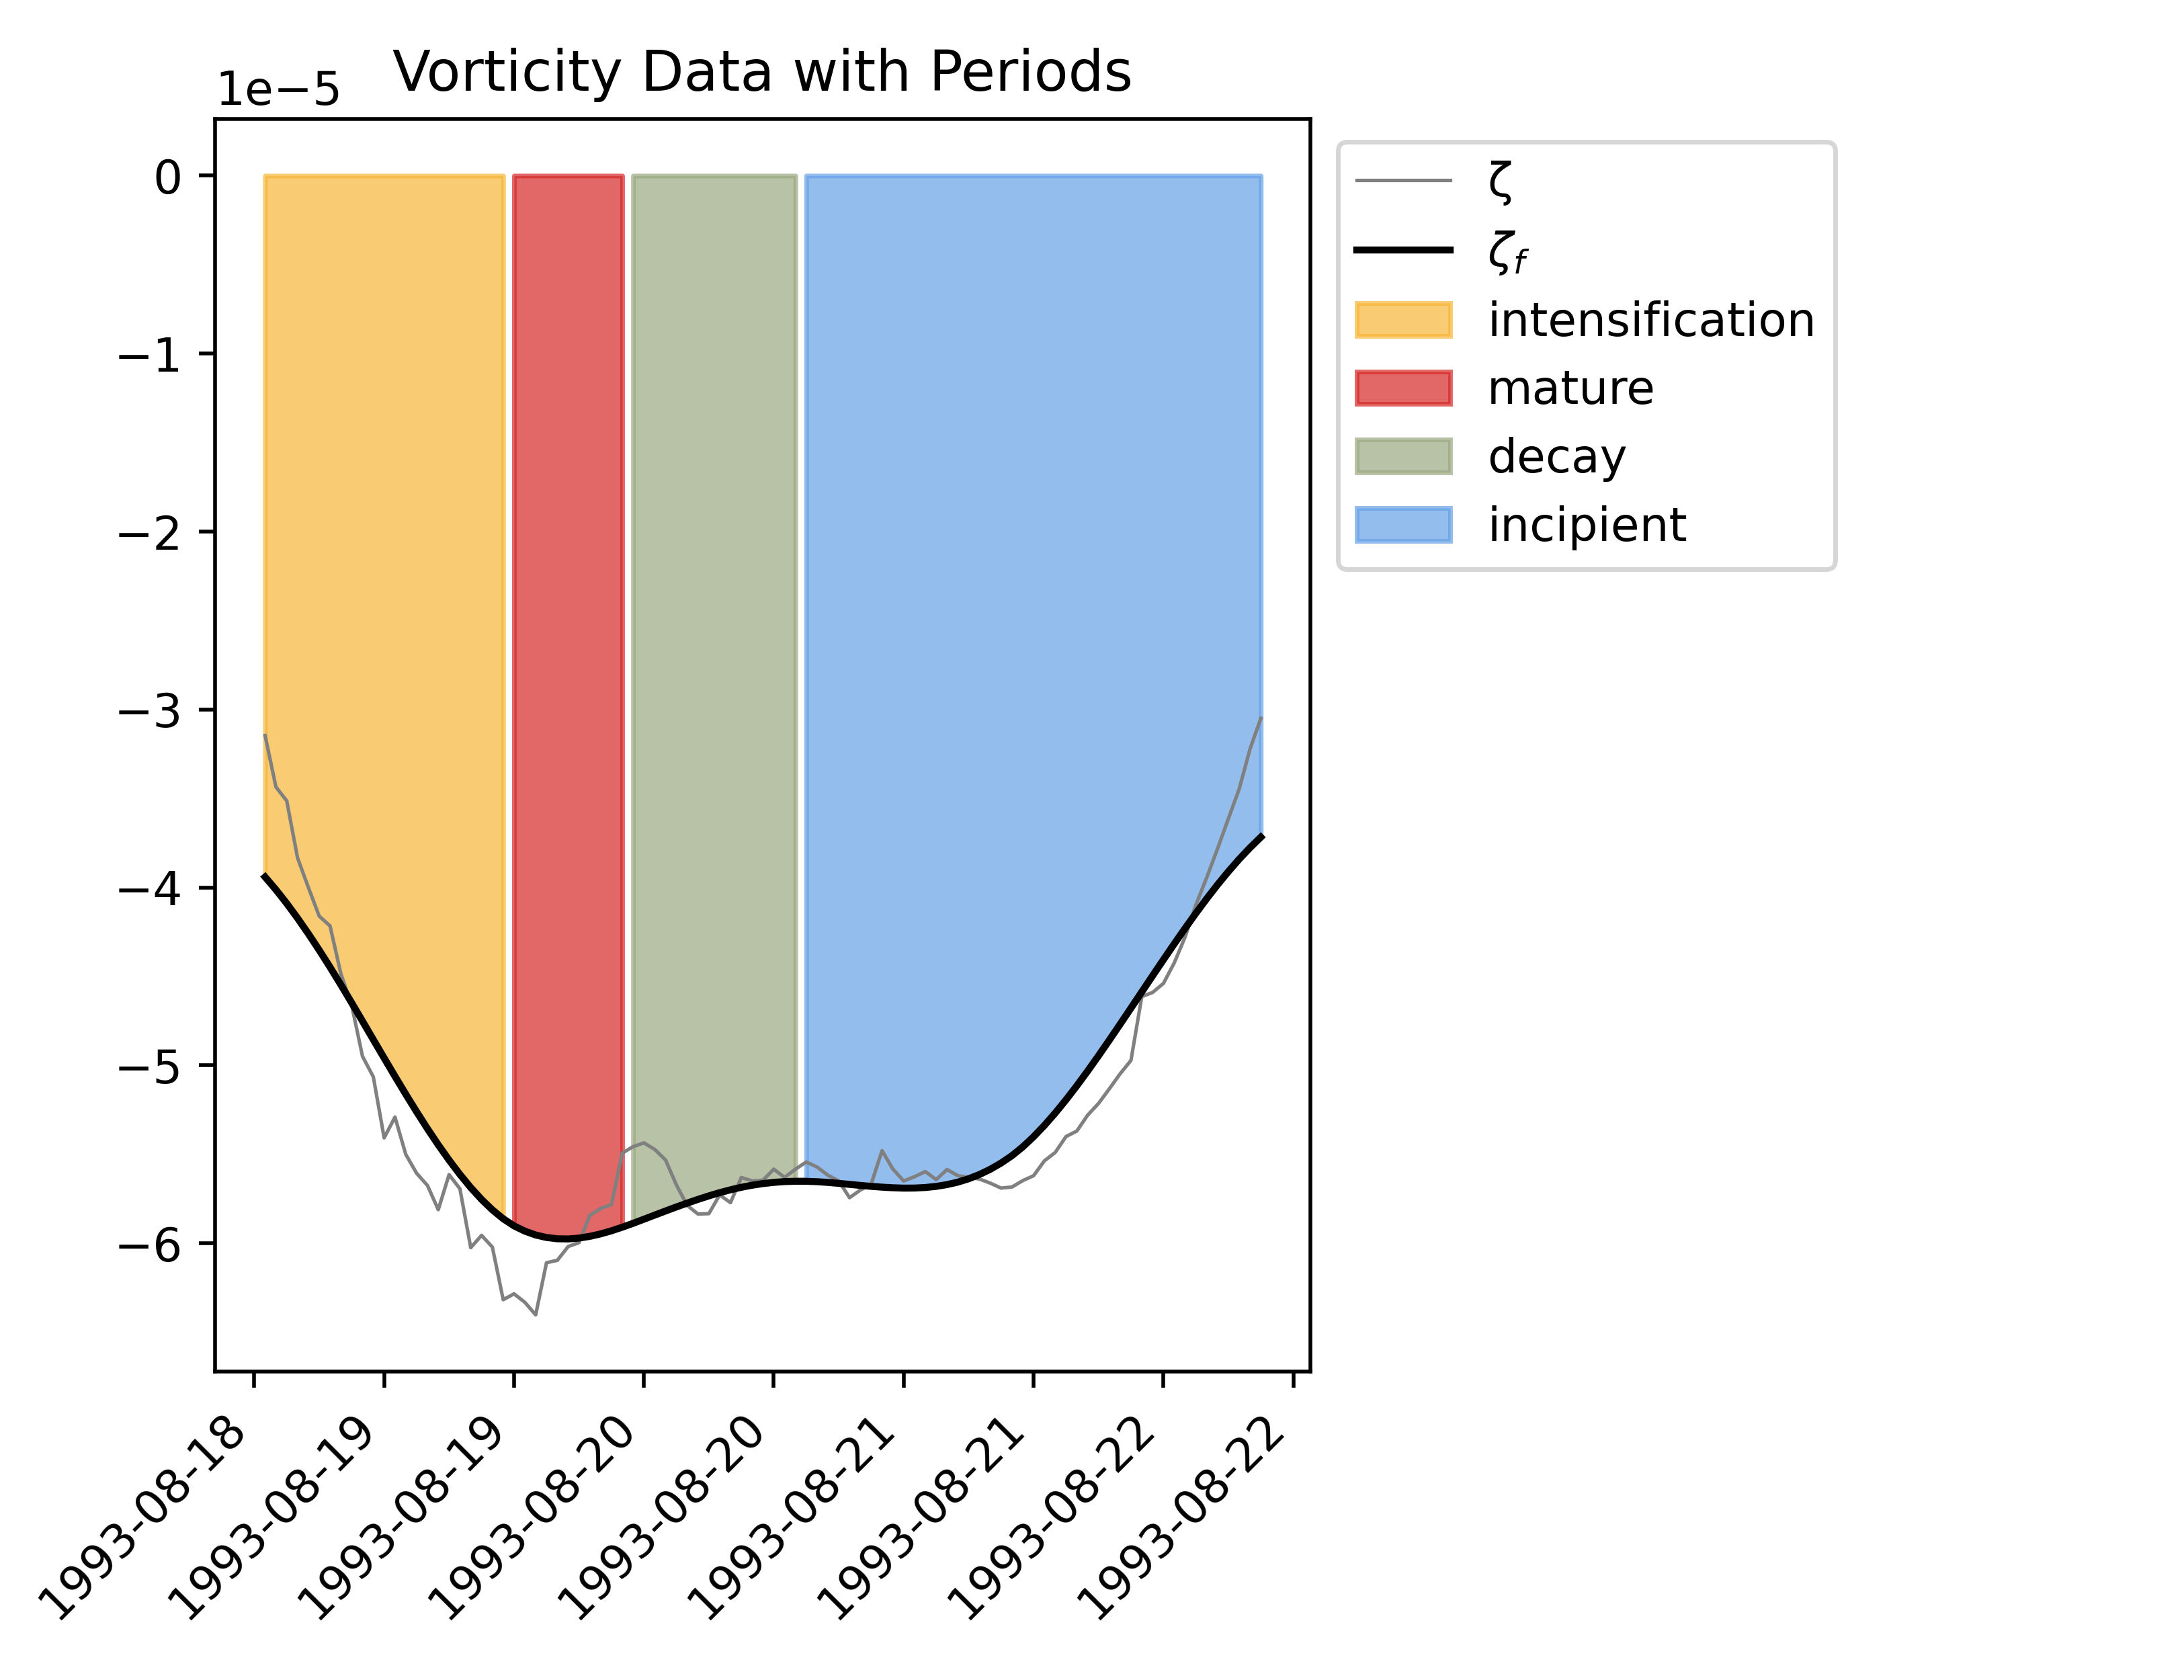 Vorticity Data with Periods
1e−5
0
−1
−2
−3
−4
−5
−6
1993-08-18
1993-08-19
1993-08-19
1993-08-20
1993-08-20
1993-08-21
1993-08-21
1993-08-22
1993-08-22
ζ
ζf
intensification
mature
decay
incipient